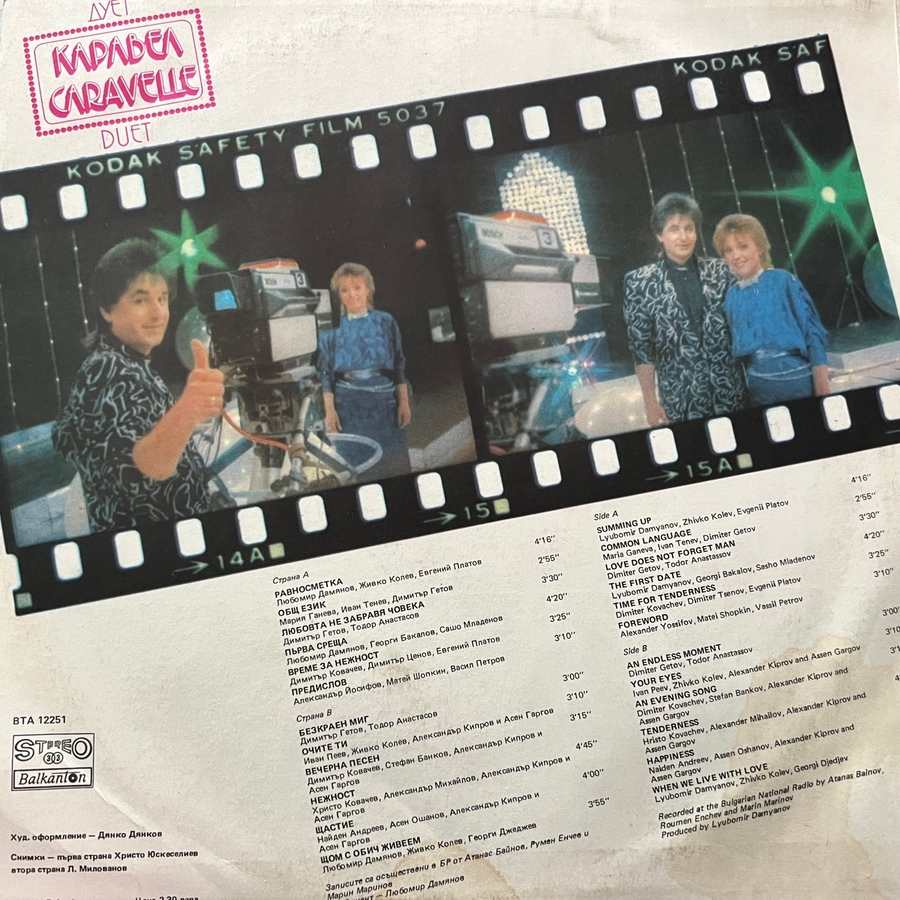 ДУЕТ
КАРАВЕЛ
CARAVELLE
DUET
KODAK SAFETY FILM 5037
KODAK SAF
BOSCH
3
3
14A
15
15A
Страна А
РАВНОСМЕТКА 4'16"
Любомир Дамянов, Живко Колев, Евгений Платов
ОБЩ ЕЗИК 2'55"
Мария Ганева, Иван Тенев, Димитър Гетов
ЛЮБОВТА НЕ ЗАБРАВЯ ЧОВЕКА 3'30"
Димитър Гетов, Тодор Анастасов
ПЪРВА СРЕЩА 4'20"
Любомир Дамянов, Георги Бакалов, Сашо Младенов
ВРЕМЕ ЗА НЕЖНОСТ 3'25"
Димитър Ковачев, Димитър Ценов, Евгений Платов
ПРЕДИСЛОВ 3'10"
Александър Йосифов, Матей Шопкин, Васил Петров
Страна В
БЕЗКРАЕН МИГ 3'00"
Димитър Гетов, Тодор Анастасов
ОЧИТЕ ТИ 3'10"
Иван Пеев, Живко Колев, Александър Кипров и Асен Гаргов
ВЕЧЕРНА ПЕСЕН 3'15"
Димитър Ковачев, Стефан Банков, Александър Кипров и
Асен Гаргов
НЕЖНОСТ 4'45"
Христо Ковачев, Александър Михайлов, Александър Кипров и
Асен Гаргов
ЩАСТИЕ 4'00"
Найден Андреев, Асен Ошанов, Александър Кипров и
Асен Гаргов
ЩОМ С ОБИЧ ЖИВЕЕМ 3'55"
Любомир Дамянов, Живко Колев, Георги Джеджев
Записите са осъществени в БР от Атанас Байнов, Румен Енчев и
Марин Маринов
– Любомир Дамянов
Side A
SUMMING UP 4'16"
Lyubomir Damyanov, Zhivko Kolev, Evgenii Platov
COMMON LANGUAGE 2'55"
Maria Ganeva, Ivan Tenev, Dimiter Getov
LOVE DOES NOT FORGET MAN 3'30"
Dimiter Getov, Todor Anastassov
THE FIRST DATE 4'20"
Lyubomir Damyanov, Georgi Bakalov, Sasho Mladenov
TIME FOR TENDERNESS 3'25"
Dimiter Kovachev, Dimiter Tsenov, Evgenii Platov
FOREWORD 3'10"
Alexander Yossifov, Matei Shopkin, Vassil Petrov
Side B
AN ENDLESS MOMENT 3'00"
Dimiter Getov, Todor Anastassov
YOUR EYES
Ivan Peev, Zhivko Kolev, Alexander Kiprov and Assen Gargov
AN EVENING SONG
Dimiter Kovachev, Stefan Bankov, Alexander Kiprov and
Assen Gargov
TENDERNESS
Hristo Kovachev, Alexander Mihailov, Alexander Kiprov and
Assen Gargov
HAPPINESS
Naiden Andreev, Asen Oshanov, Alexander Kiprov and
Assen Gargov
WHEN WE LIVE WITH LOVE
Lyubomir Damyanov, Zhivko Kolev, Georgi Djedjev
Recorded at the Bulgarian National Radio by Atanas Bainov,
Roumen Enchev and Marin Marinov
Produced by Lyubomir Damyanov
ВТА 12251
STEREO
33
Balkanton
Худ. оформление – Дянко Дянков
Снимки – първа страна Христо Юскеселиев
втора страна Л. Милованов
Цена 2,30 лева